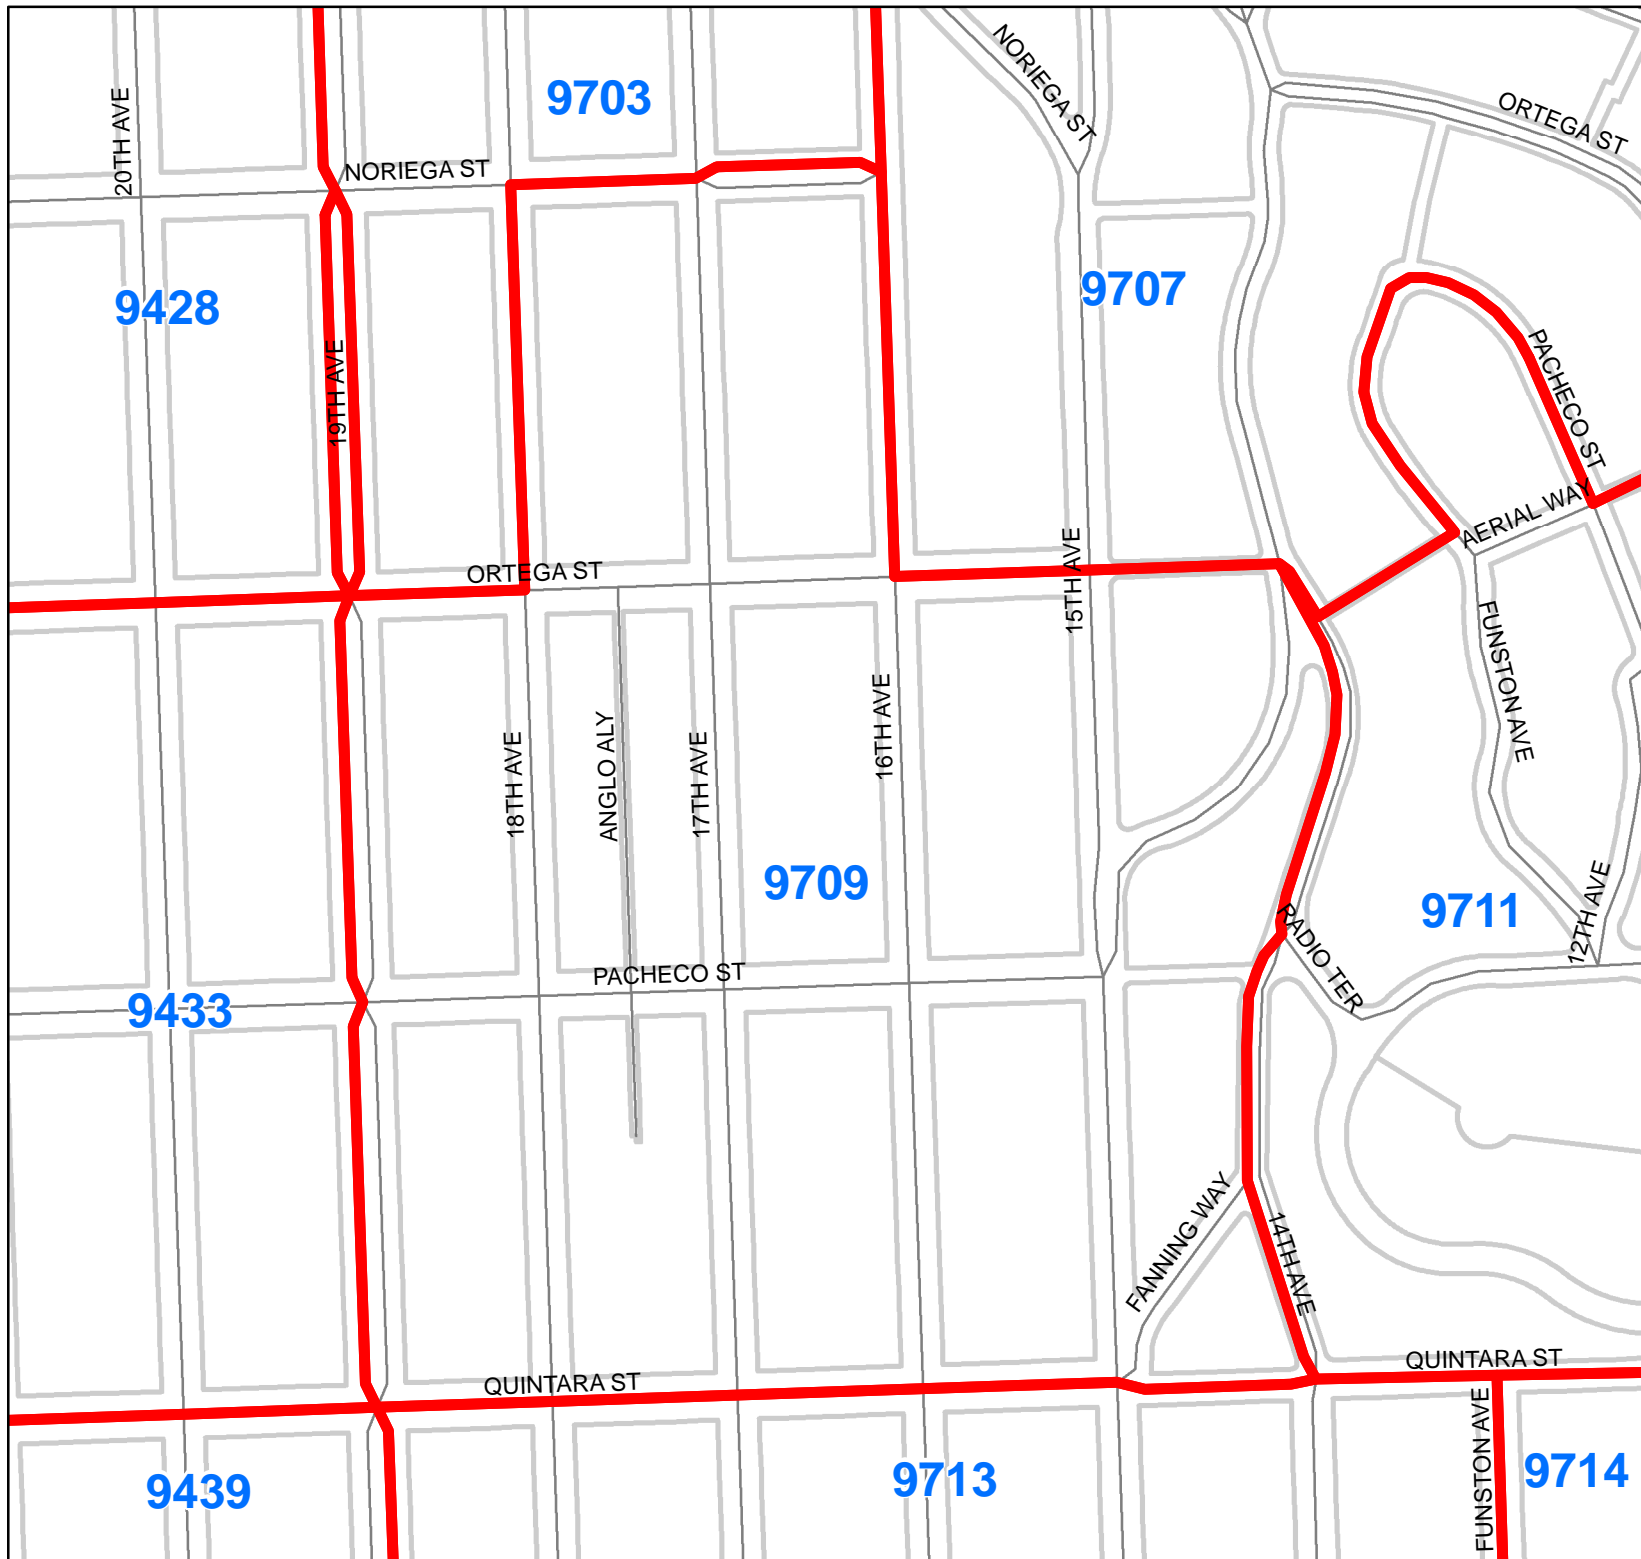 NORIEGA ST
9703
20TH AVE
ORTEGA ST
NORIEGA ST
9707
9428
19TH AVE
PACHECO ST
AERIAL WAY
ORTEGA ST
15TH AVE
FUNSTON AVE
16TH AVE
18TH AVE
ANGLO ALY
17TH AVE
9709
9711
12TH AVE
RADIO TER
PACHECO ST
9433
FANNING WAY
14TH AVE
QUINTARA ST
QUINTARA ST
FUNSTON AVE
9439
9713
9714